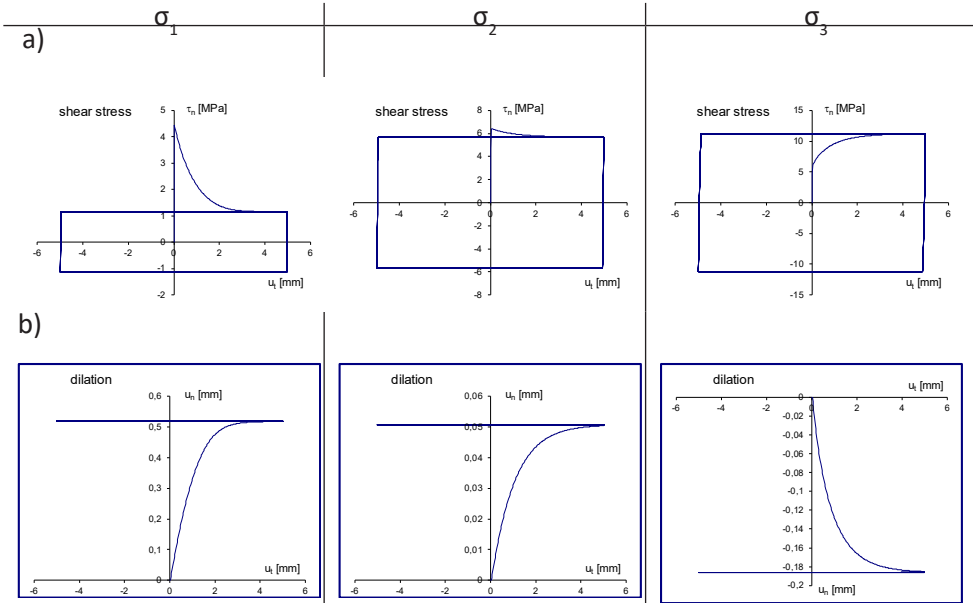 σ1 σ2 σ3
a)
shear stress τn [MPa]
5
4
3
2
1
0
-1
-2
-6 -4 -2 0 2 4 6
ut [mm]
shear stress τn [MPa]
8
6
4
2
0
-2
-4
-6
-8
-6 -4 -2 0 2 4 6
ut [mm]
shear stress τn [MPa]
15
10
5
0
-5
-10
-15
-6 -4 -2 0 2 4 6
ut [mm]
b)
dilation un [mm]
0,6
0,5
0,4
0,3
0,2
0,1
0
-6 -4 -2 0 2 4 6
ut [mm]
dilation un [mm]
0,06
0,05
0,04
0,03
0,02
0,01
0
-6 -4 -2 0 2 4 6
ut [mm]
dilation ut [mm]
-6 -4 -2 0 2 4 6
0
-0,02
-0,04
-0,06
-0,08
-0,1
-0,12
-0,14
-0,16
-0,18
-0,2
un [mm]